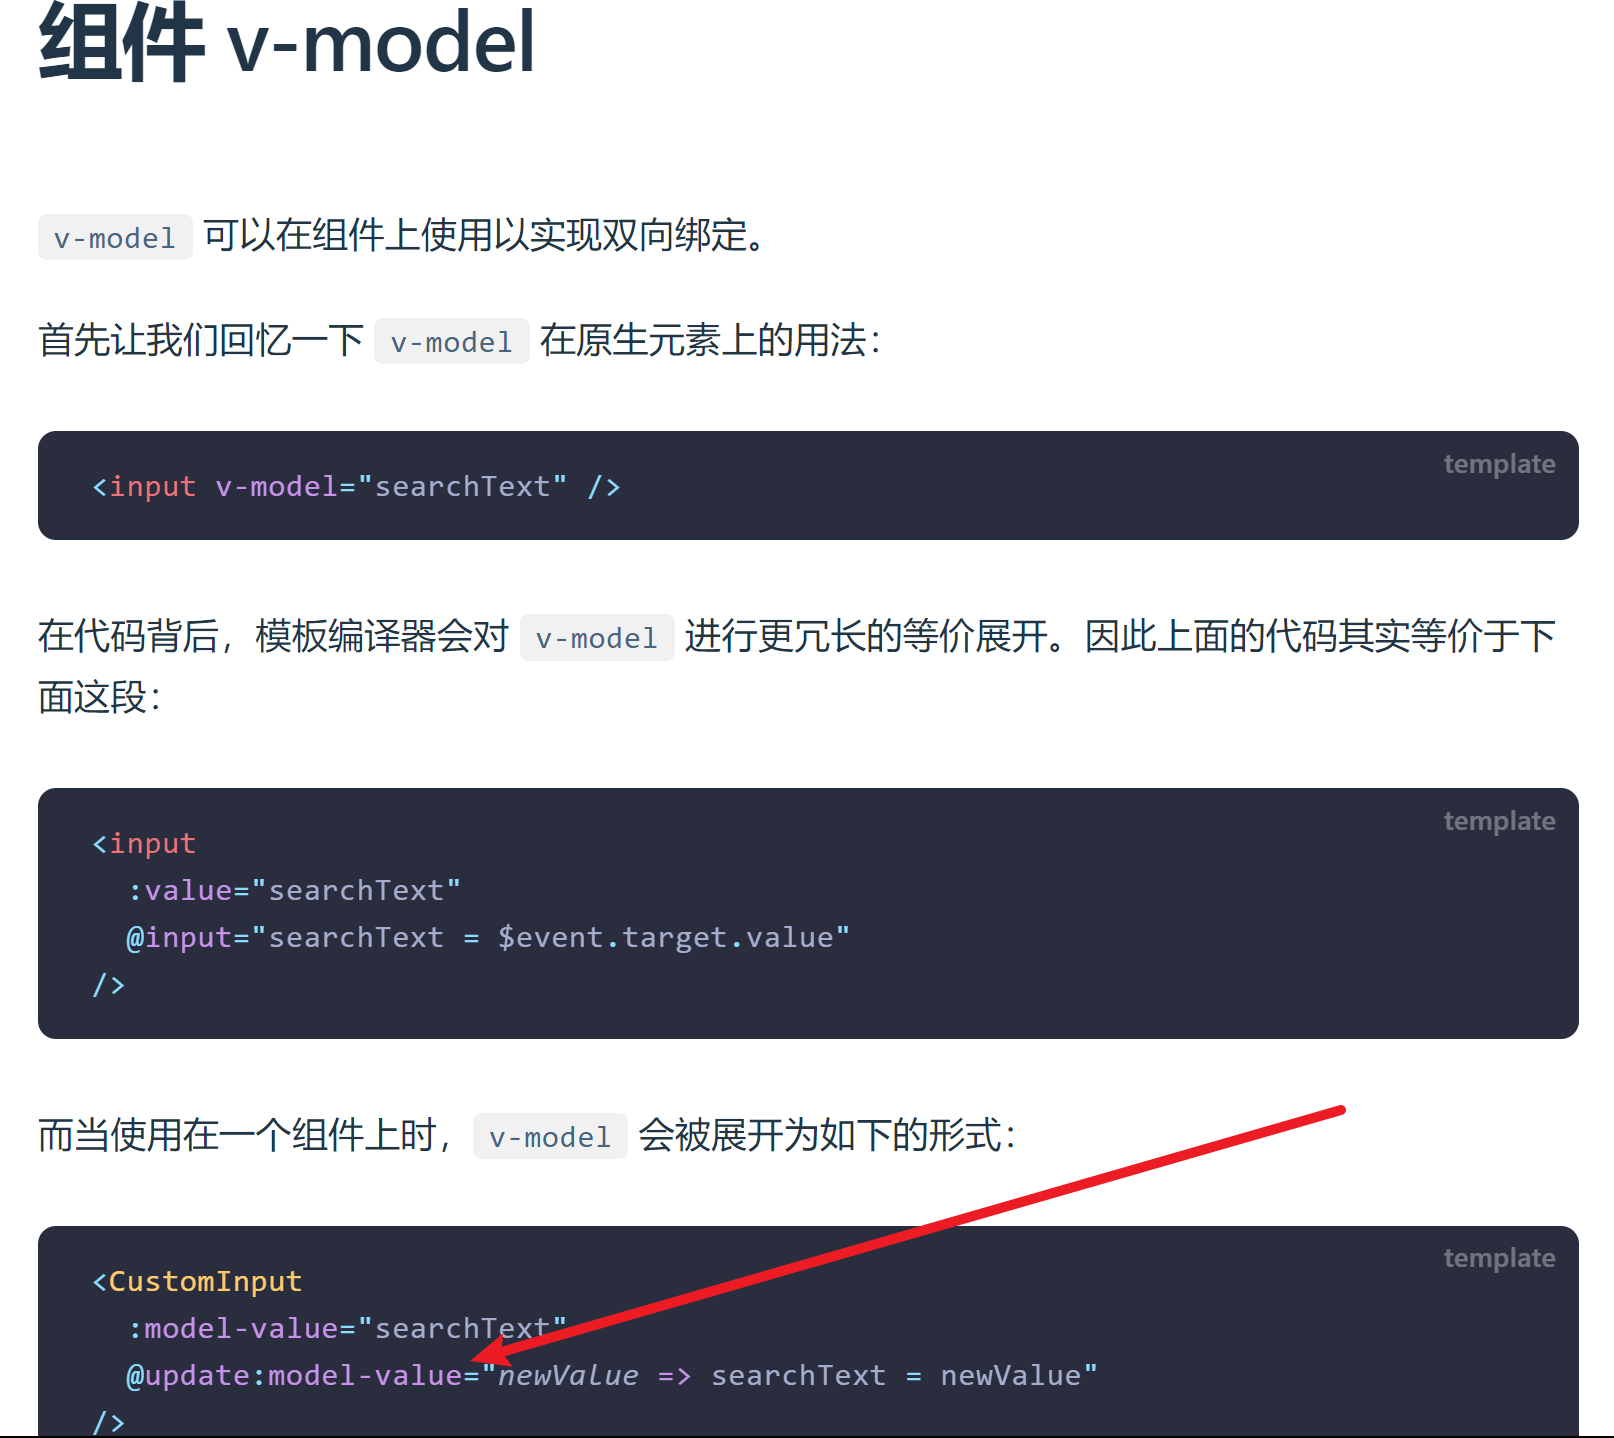 组件 v-model
v-model 可以在组件上使用以实现双向绑定。
首先让我们回忆一下 v-model 在原生元素上的用法：
template
<input v-model="searchText" />
在代码背后，模板编译器会对 v-model 进行更冗长的等价展开。因此上面的代码其实等价于下
面这段：
template
<input
  :value="searchText"
  @input="searchText = $event.target.value"
/>
而当使用在一个组件上时， v-model 会被展开为如下的形式：
template
<CustomInput
  :model-value="searchText"
  @update:model-value="newValue => searchText = newValue"
/>